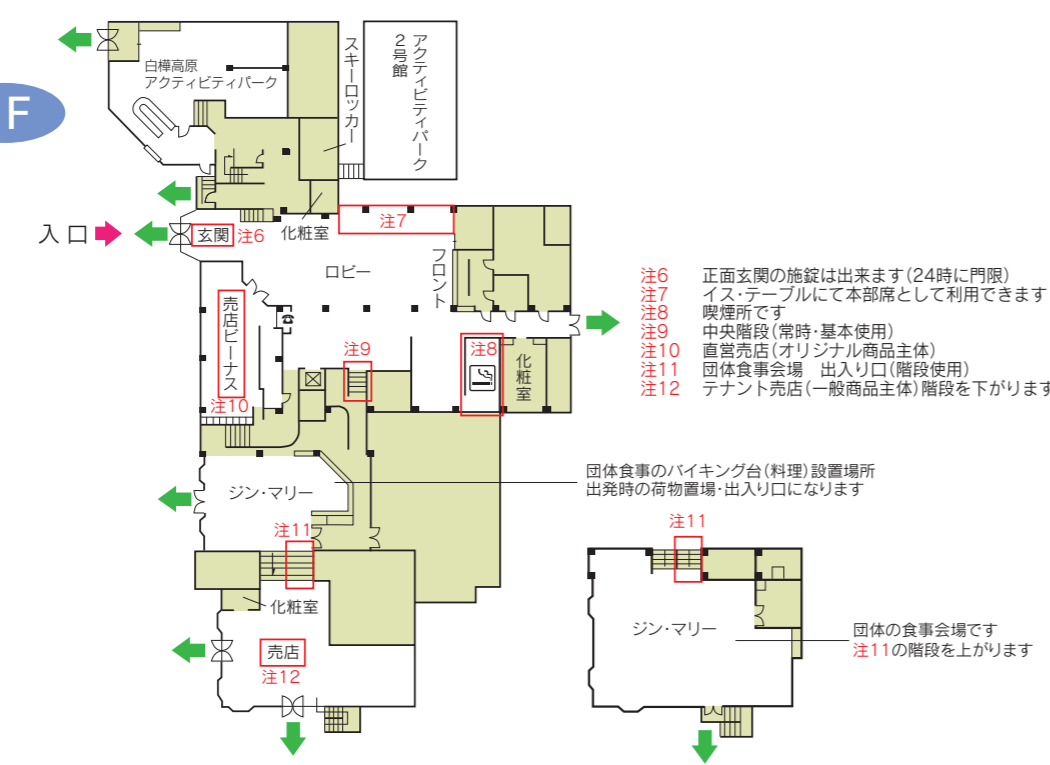 F
白樺高原
アクティビティパーク
スキーロッカー
アクティビティパーク
2号館
入口
玄関
注6
化粧室
注7
ロビー
フロント
売店ビーナス
注10
注9
注8
化粧室
注6 正面玄関の施錠は出来ます(24時に門限)
注7 イス・テーブルにて本部席として利用できます
注8 喫煙所です
注9 中央階段(常時・基本使用)
注10 直営売店(オリジナル商品主体)
注11 団体食事会場 出入り口(階段使用)
注12 テナント売店(一般商品主体)階段を下がります
ジン・マリー
団体食事のバイキング台(料理)設置場所
出発時の荷物置場・出入り口になります
注11
化粧室
売店
注12
注11
ジン・マリー
団体の食事会場です
注11の階段を上がります